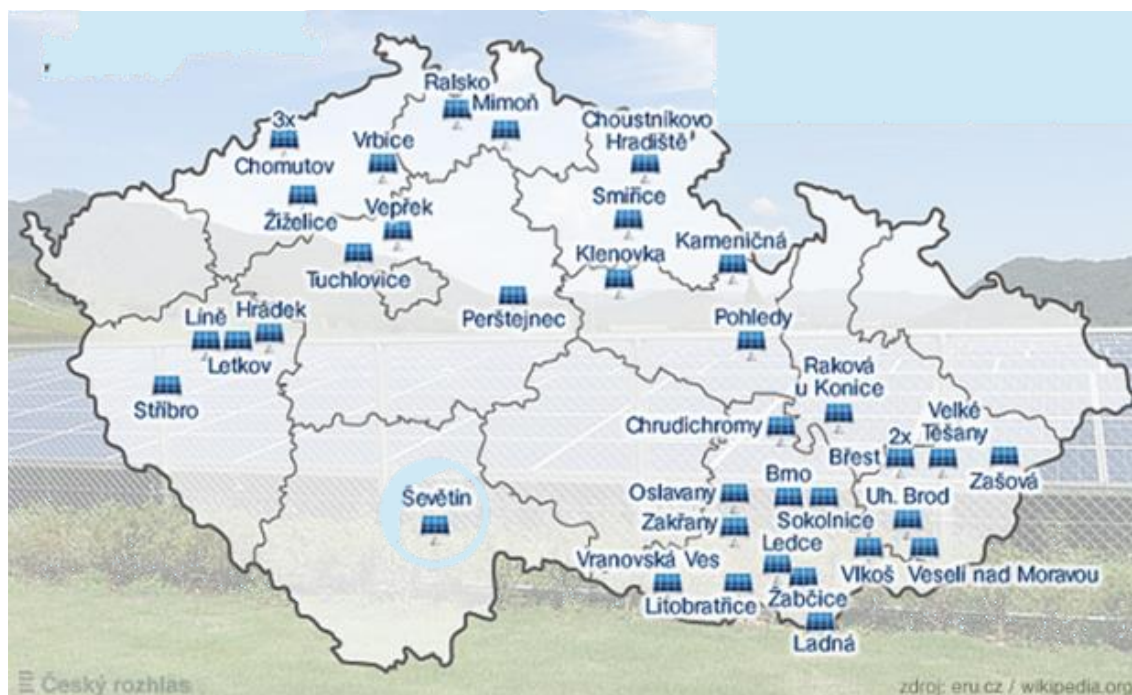 Ralsko
Mimoň
3x
Vrbice
Choustníkovo
Hradiště
Chomutov
Smiřice
Žiželice
Vepřek
Kameničná
Klenovka
Tuchlovice
Líně
Hrádek
Perštejnec
Pohledy
Letkov
Raková
u Konice
Stříbro
Velké
Těšany
Chrudichromy
2x
Břest
Zašová
Ševětín
Oslavany
Brno
Uh. Brod
Zakřany
Sokolnice
Ledce
Vranovská Ves
Vlkoš
Veselí nad Moravou
Litobratřice
Žabčice
Ladná
Český rozhlas
zdroj: eru.cz / wikipedia.org